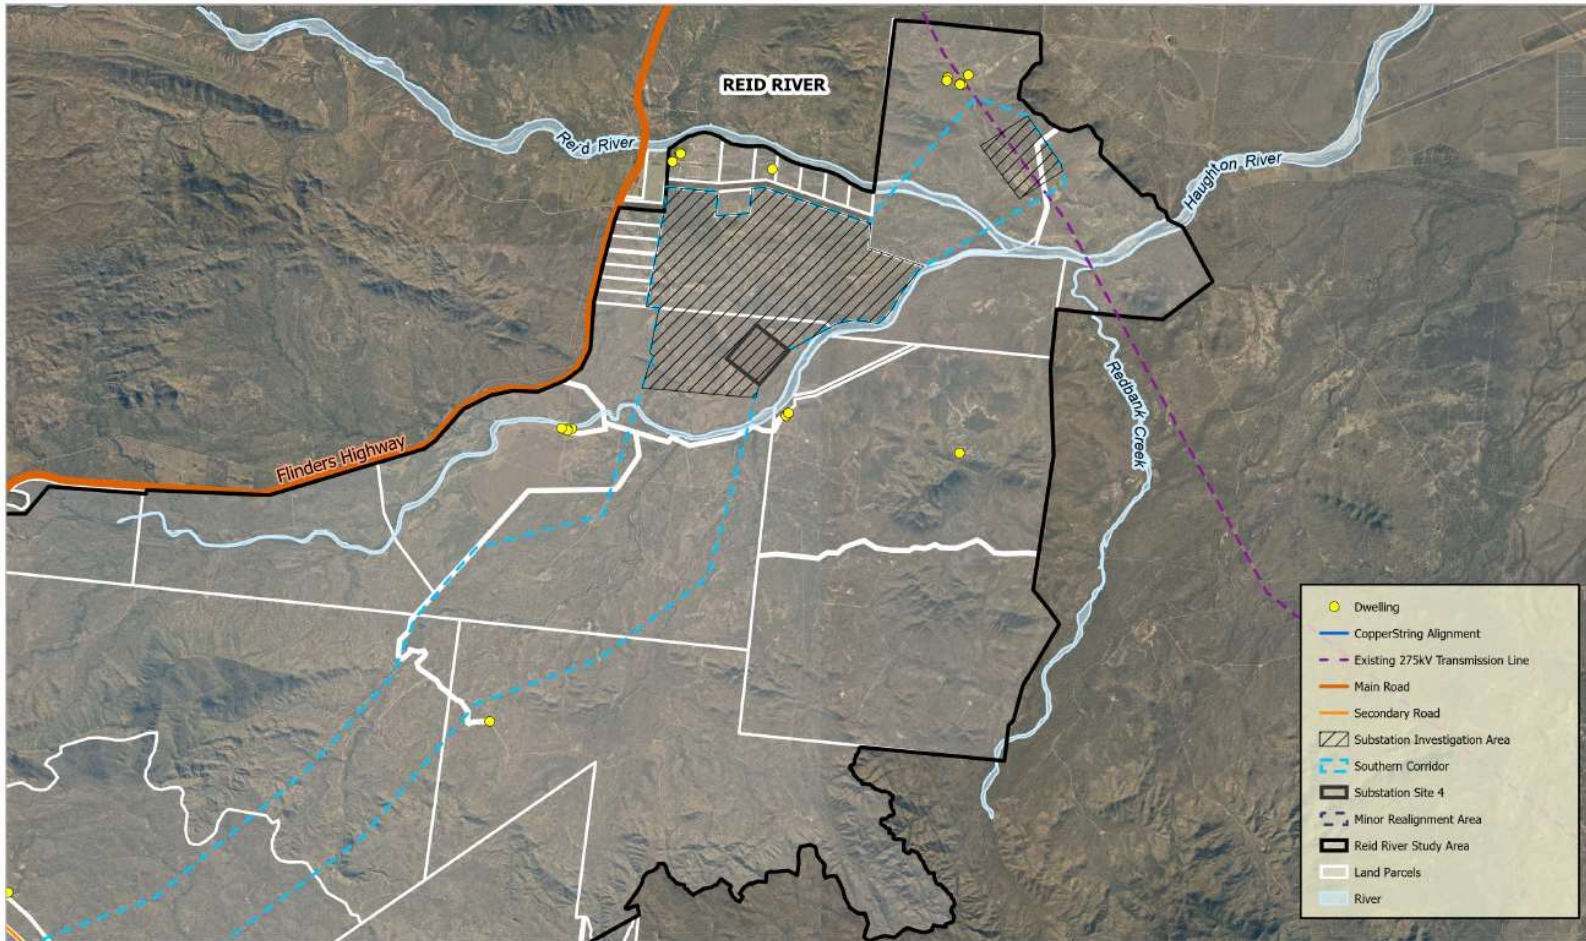 REID RIVER
Reid River
Haughton River
Redbank Creek
Flinders Highway
Dwelling
CopperString Alignment
Existing 275kV Transmission Line
Main Road
Secondary Road
Substation Investigation Area
Southern Corridor
Substation Site 4
Minor Realignment Area
Reid River Study Area
Land Parcels
River